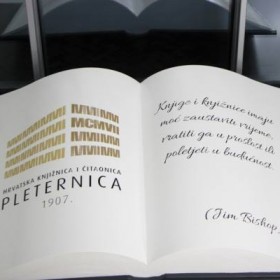 MCMVII
HRVATSKA KNJIŽNICA I ČITAONICA
PLETERNICA
1907.
Knjige i knjižnice imaju
moć zaustaviti vrijeme,
vratiti ga u prošlost ili
poletjeti u budućnost.
(Jim Bishop